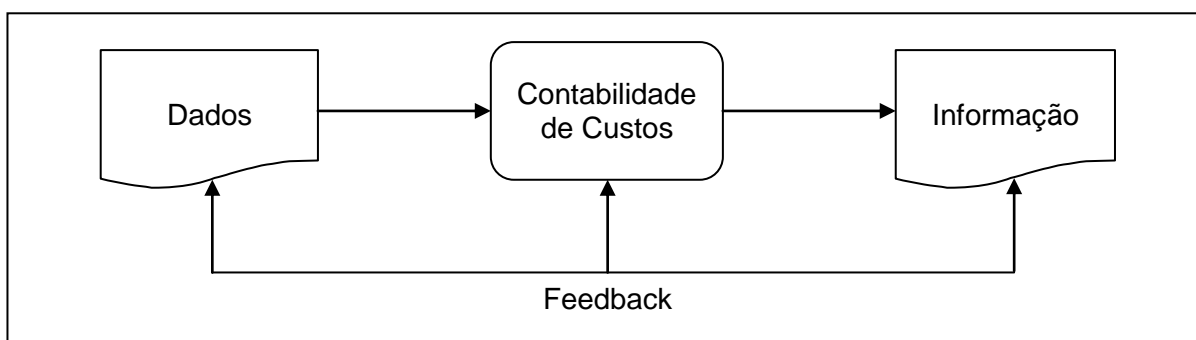 Dados
Contabilidade
de Custos
Informação
Feedback